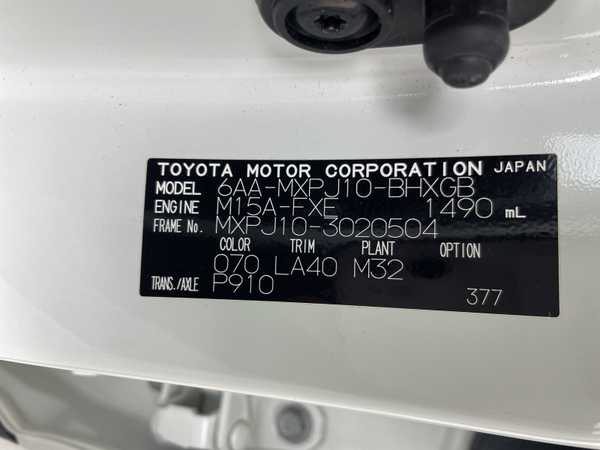 TOYOTA MOTOR CORPORATION JAPAN
MODEL 6AA-MXPJ10-BHXGB
ENGINE M15A-FXE 1490 mL
FRAME No. MXPJ10-3020504
COLOR TRIM PLANT OPTION
070 LA40 M32
TRANS./AXLE P910
377